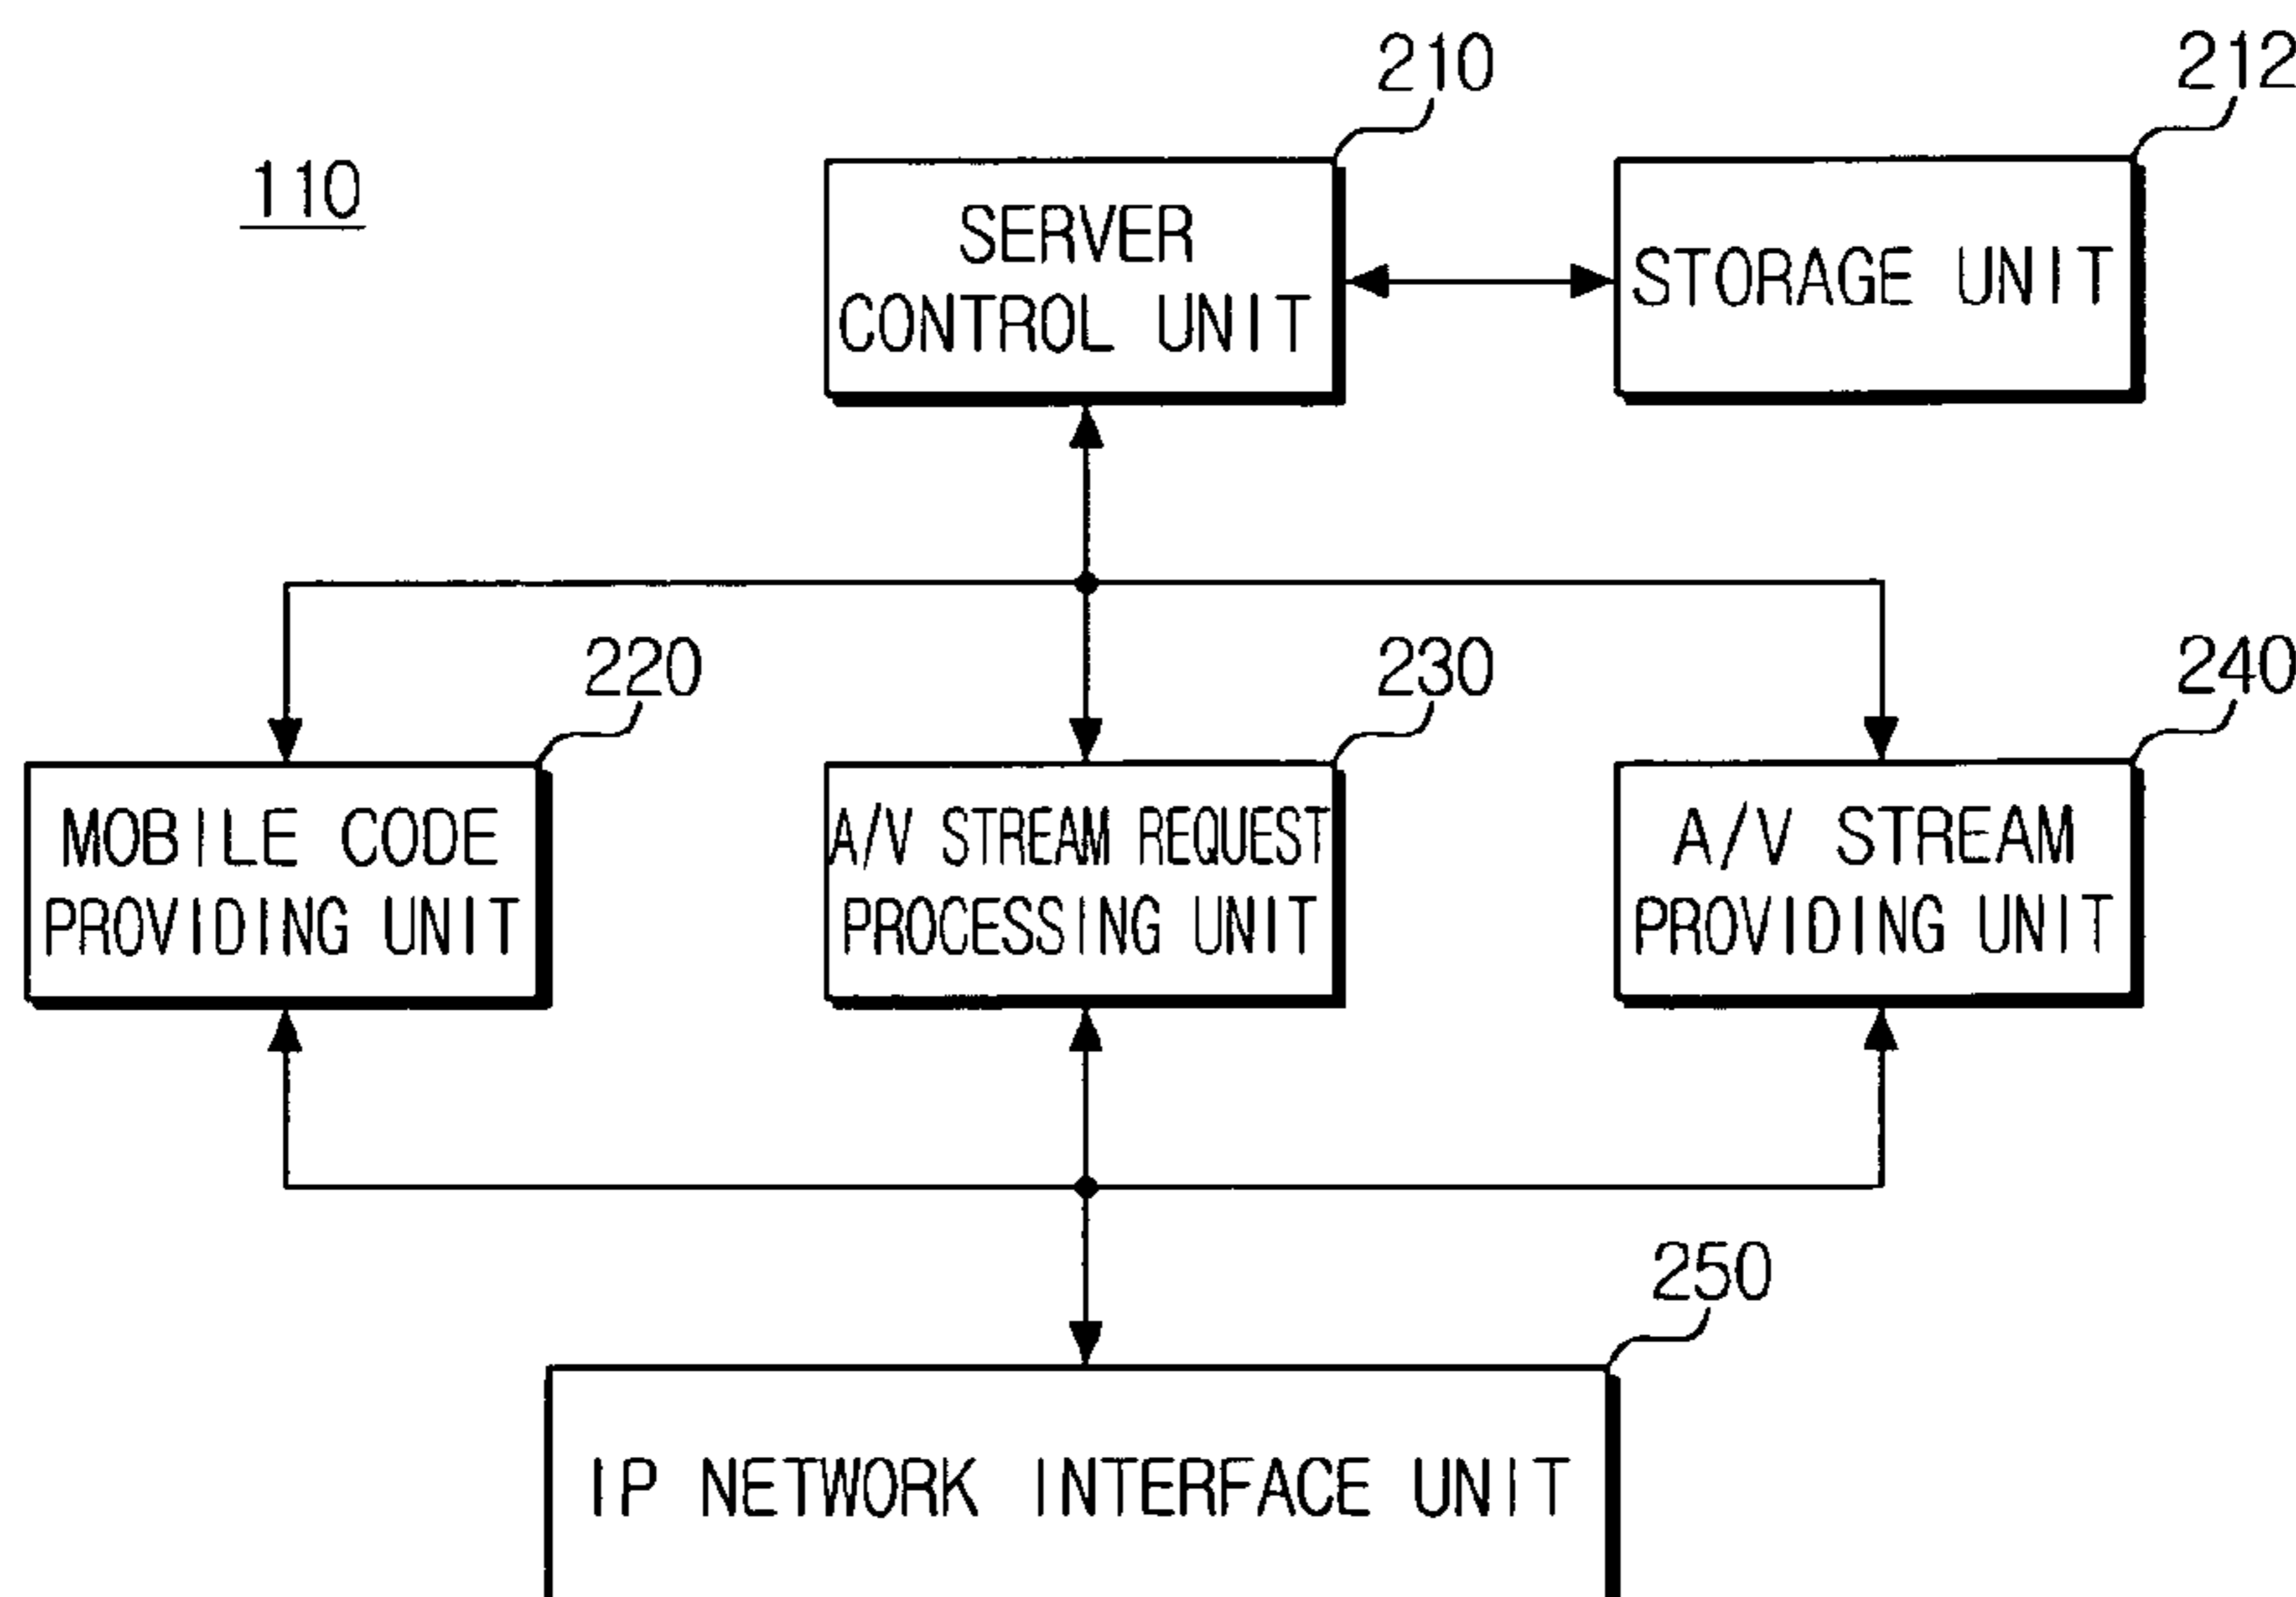 210
212
110
SERVER
CONTROL UNIT
STORAGE UNIT
220
230
240
MOBILE CODE
PROVIDING UNIT
A/V STREAM REQUEST
PROCESSING UNIT
A/V STREAM
PROVIDING UNIT
250
IP NETWORK INTERFACE UNIT